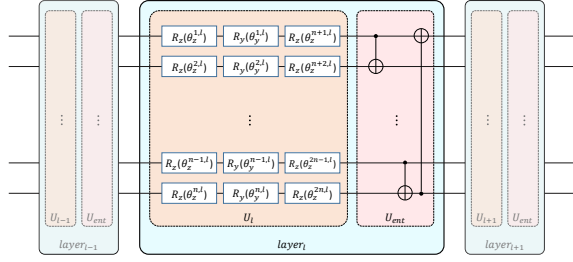 R_z(θ_z^{1,l}) R_y(θ_y^{1,l}) R_z(θ_z^{n+1,l})
R_z(θ_z^{2,l}) R_y(θ_y^{2,l}) R_z(θ_z^{n+2,l})
⋮ ⋮ ⋮ ⋮ ⋮ ⋮
R_z(θ_z^{n-1,l}) R_y(θ_y^{n-1,l}) R_z(θ_z^{2n-1,l})
R_z(θ_z^{n,l}) R_y(θ_y^{n,l}) R_z(θ_z^{2n,l})
U_{l-1} U_{ent} U_l U_{ent} U_{l+1} U_{ent}
layer_{l-1} layer_l layer_{l+1}